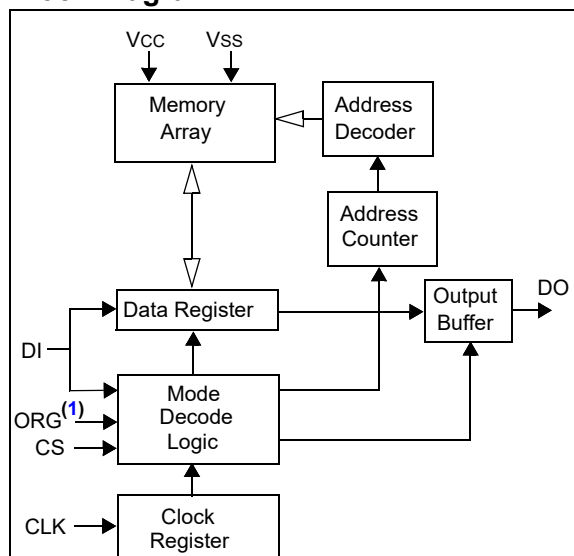 VCC
VSS
Memory
Array
Address
Decoder
Address
Counter
Data Register
Output
Buffer
DO
DI
Mode
Decode
Logic
ORG(1)
CS
CLK
Clock
Register